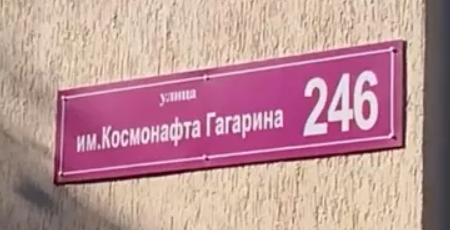 улица
им.Космонафта Гагарина 246